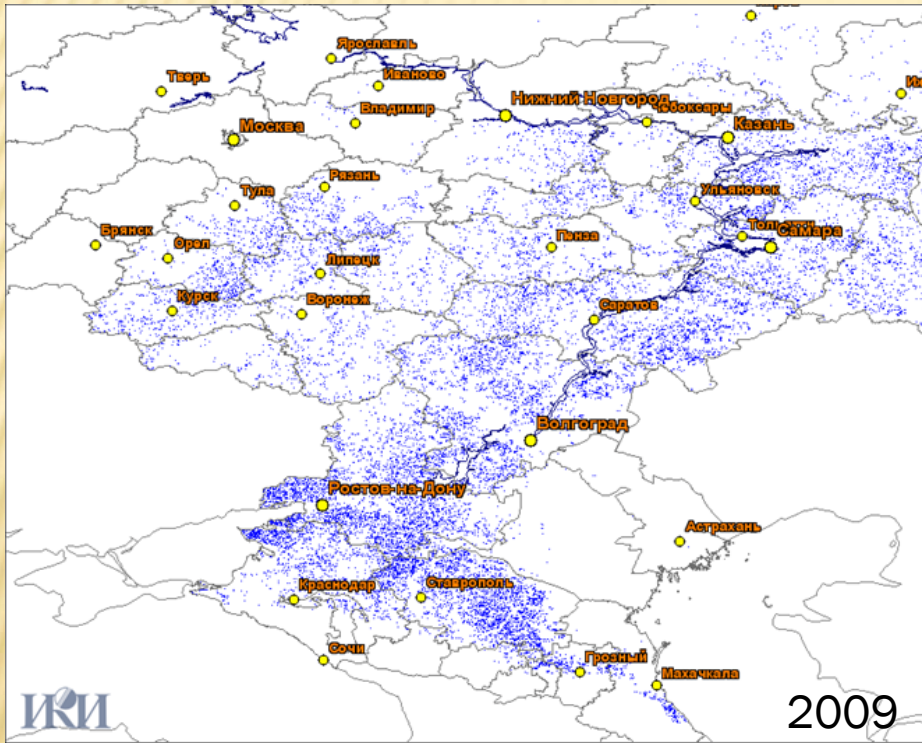 Ярославль
Тверь
Иваново
Владимир
Нижний Новгород
Москва
Казань
Рязань
Тула
Ульяновск
Брянск
Орел
Пенза
Самара
Липецк
Курск
Воронеж
Саратов
Волгоград
Ростов-на-Дону
Астрахань
Краснодар
Ставрополь
Сочи
Грозный
Махачкала
ИКИ
2009